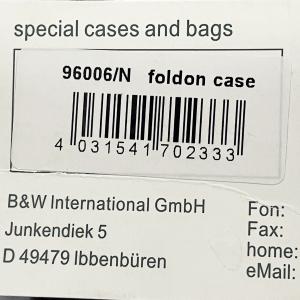 special cases and bags
96006/N foldon case
4 031541 702333
B&W International GmbH
Junkendiek 5
D 49479 Ibbenbüren
Fon:
Fax:
home:
eMail: